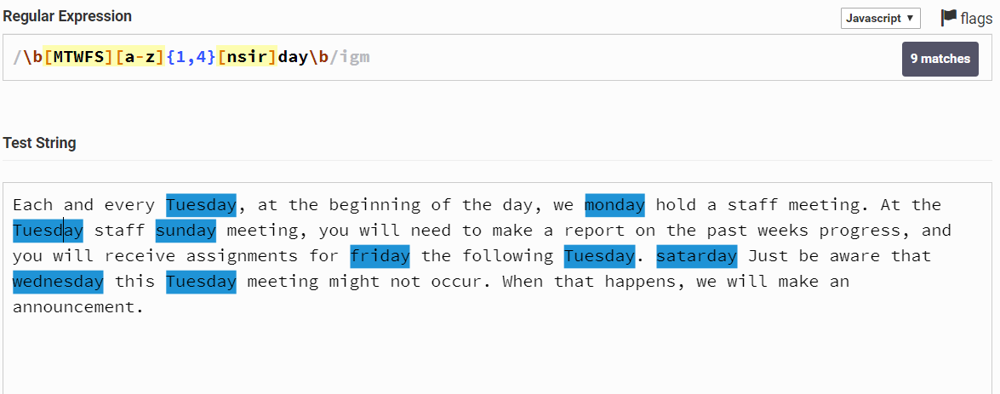 Regular Expression
Javascript ▼ flags
/\b[MTWFS][a-z]{1,4}[nsir]day\b/igm
9 matches
Test String
Each and every Tuesday, at the beginning of the day, we monday hold a staff meeting. At the
Tuesday staff sunday meeting, you will need to make a report on the past weeks progress, and
you will receive assignments for friday the following Tuesday. satarday Just be aware that
wednesday this Tuesday meeting might not occur. When that happens, we will make an
announcement.